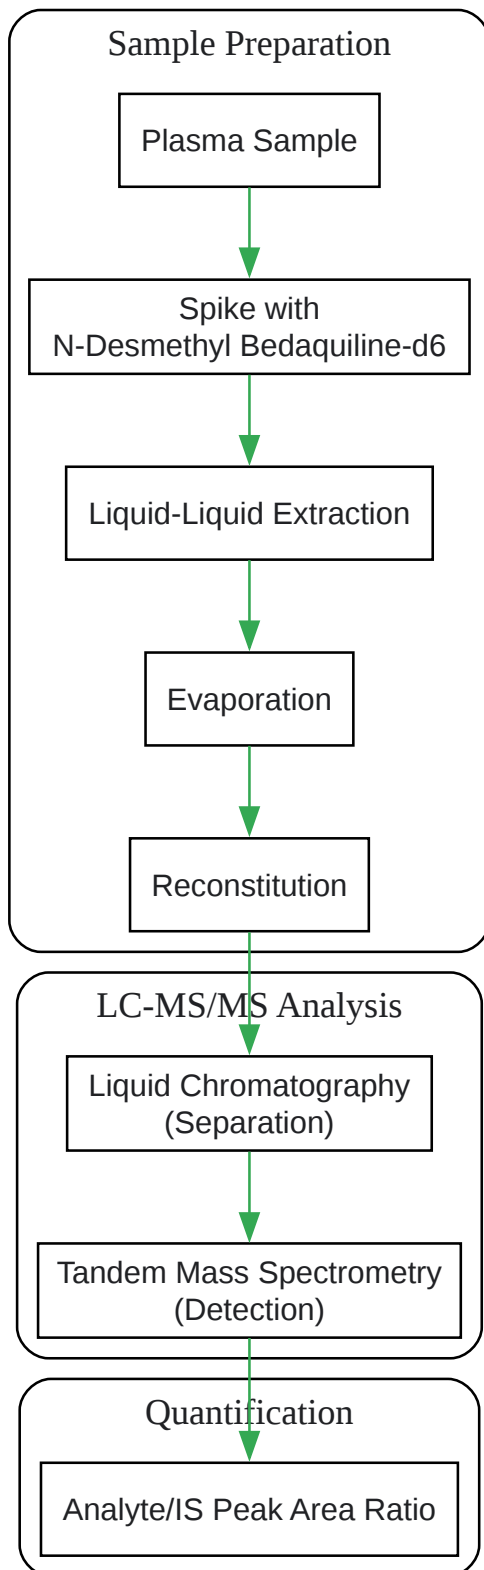 Sample Preparation
Plasma Sample
Spike with
N-Desmethyl Bedaquiline-d6
Liquid-Liquid Extraction
Evaporation
Reconstitution
LC-MS/MS Analysis
Liquid Chromatography
(Separation)
Tandem Mass Spectrometry
(Detection)
Quantification
Analyte/IS Peak Area Ratio